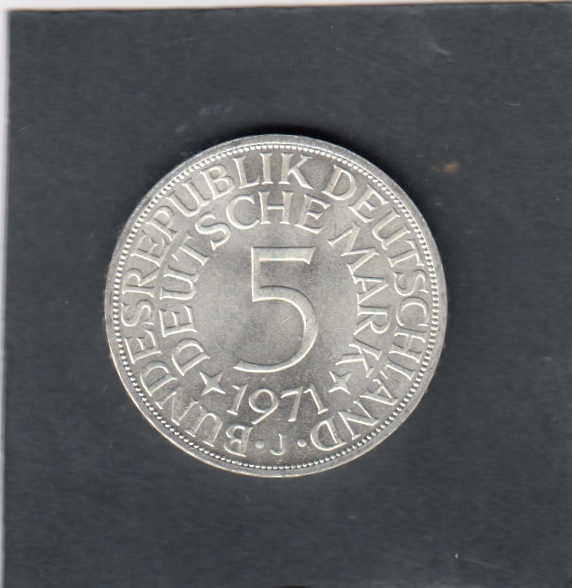 BUNDESREPUBLIK DEUTSCHLAND
DEUTSCHE MARK
5
1971
· J ·